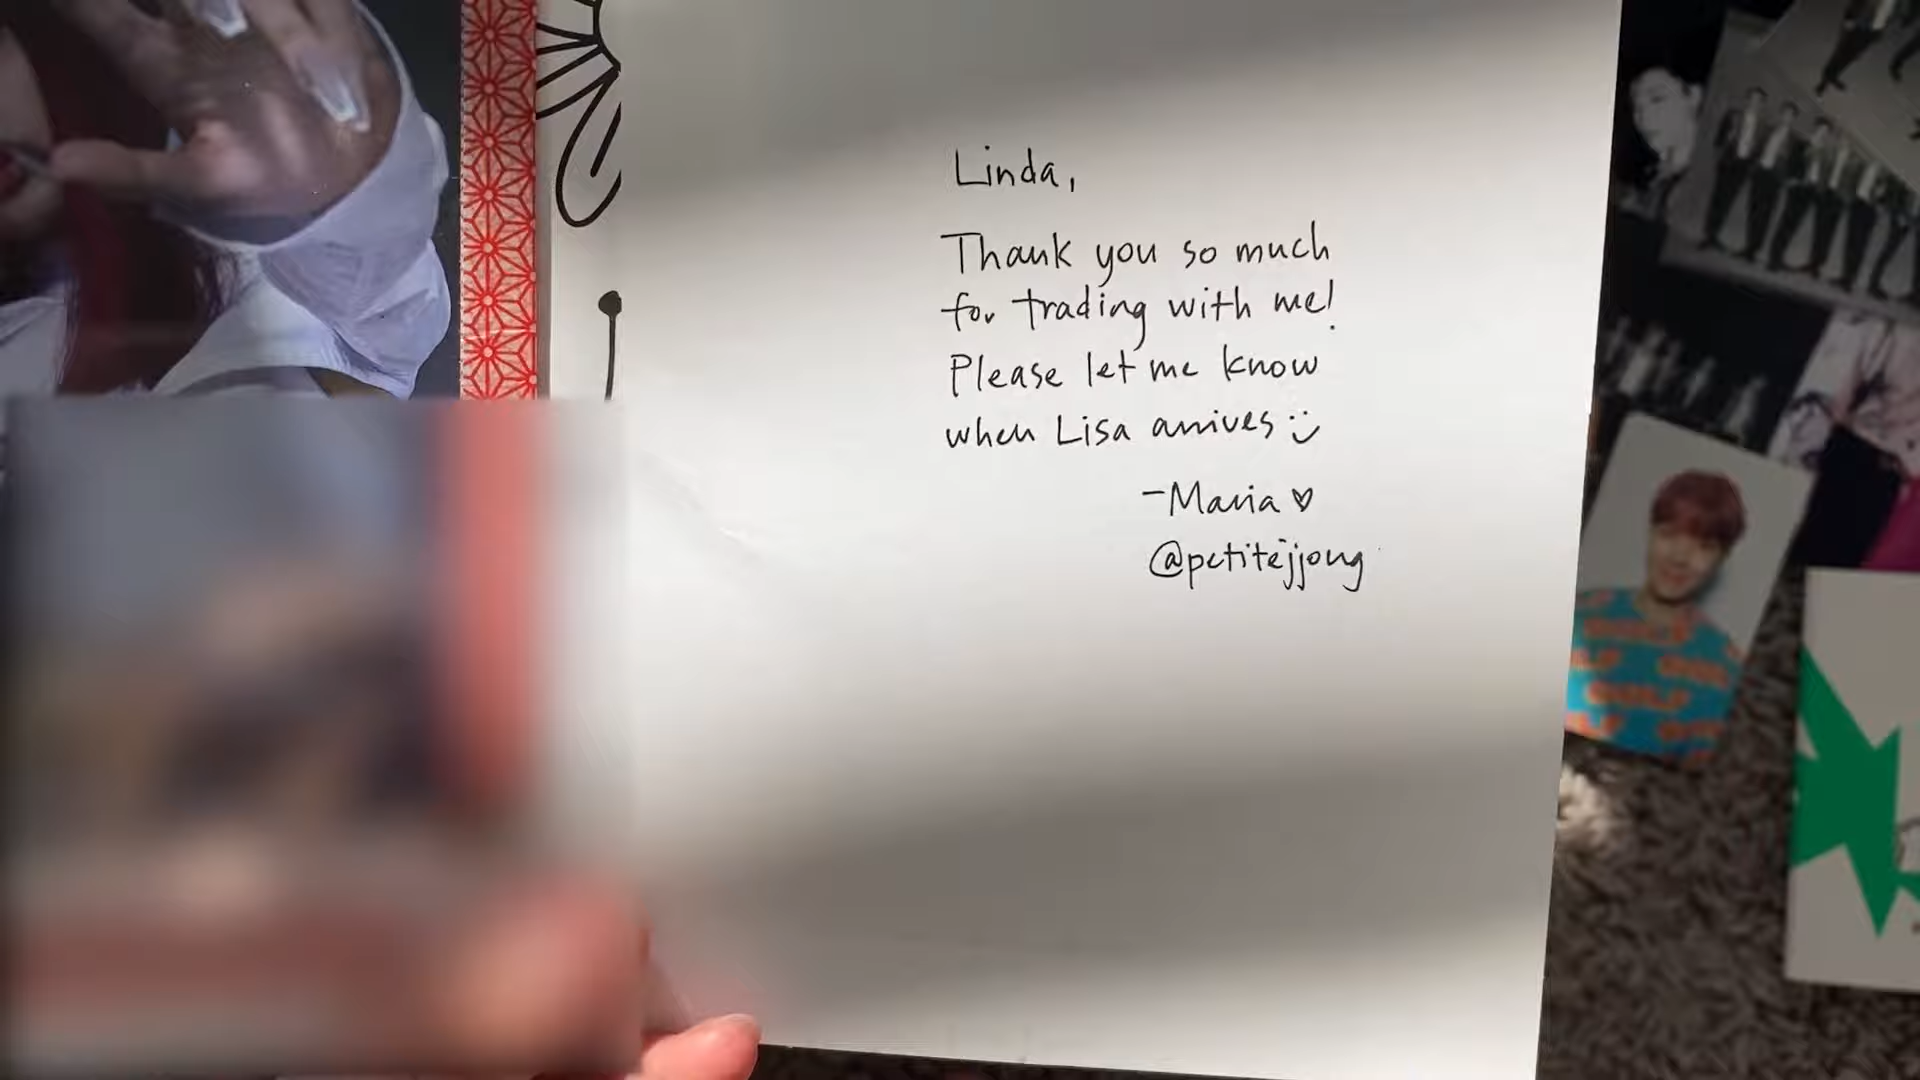 Linda,
Thank you so much
for trading with me!
Please let me know
when Lisa arrives :)
-Maria ♡
@petitejjong